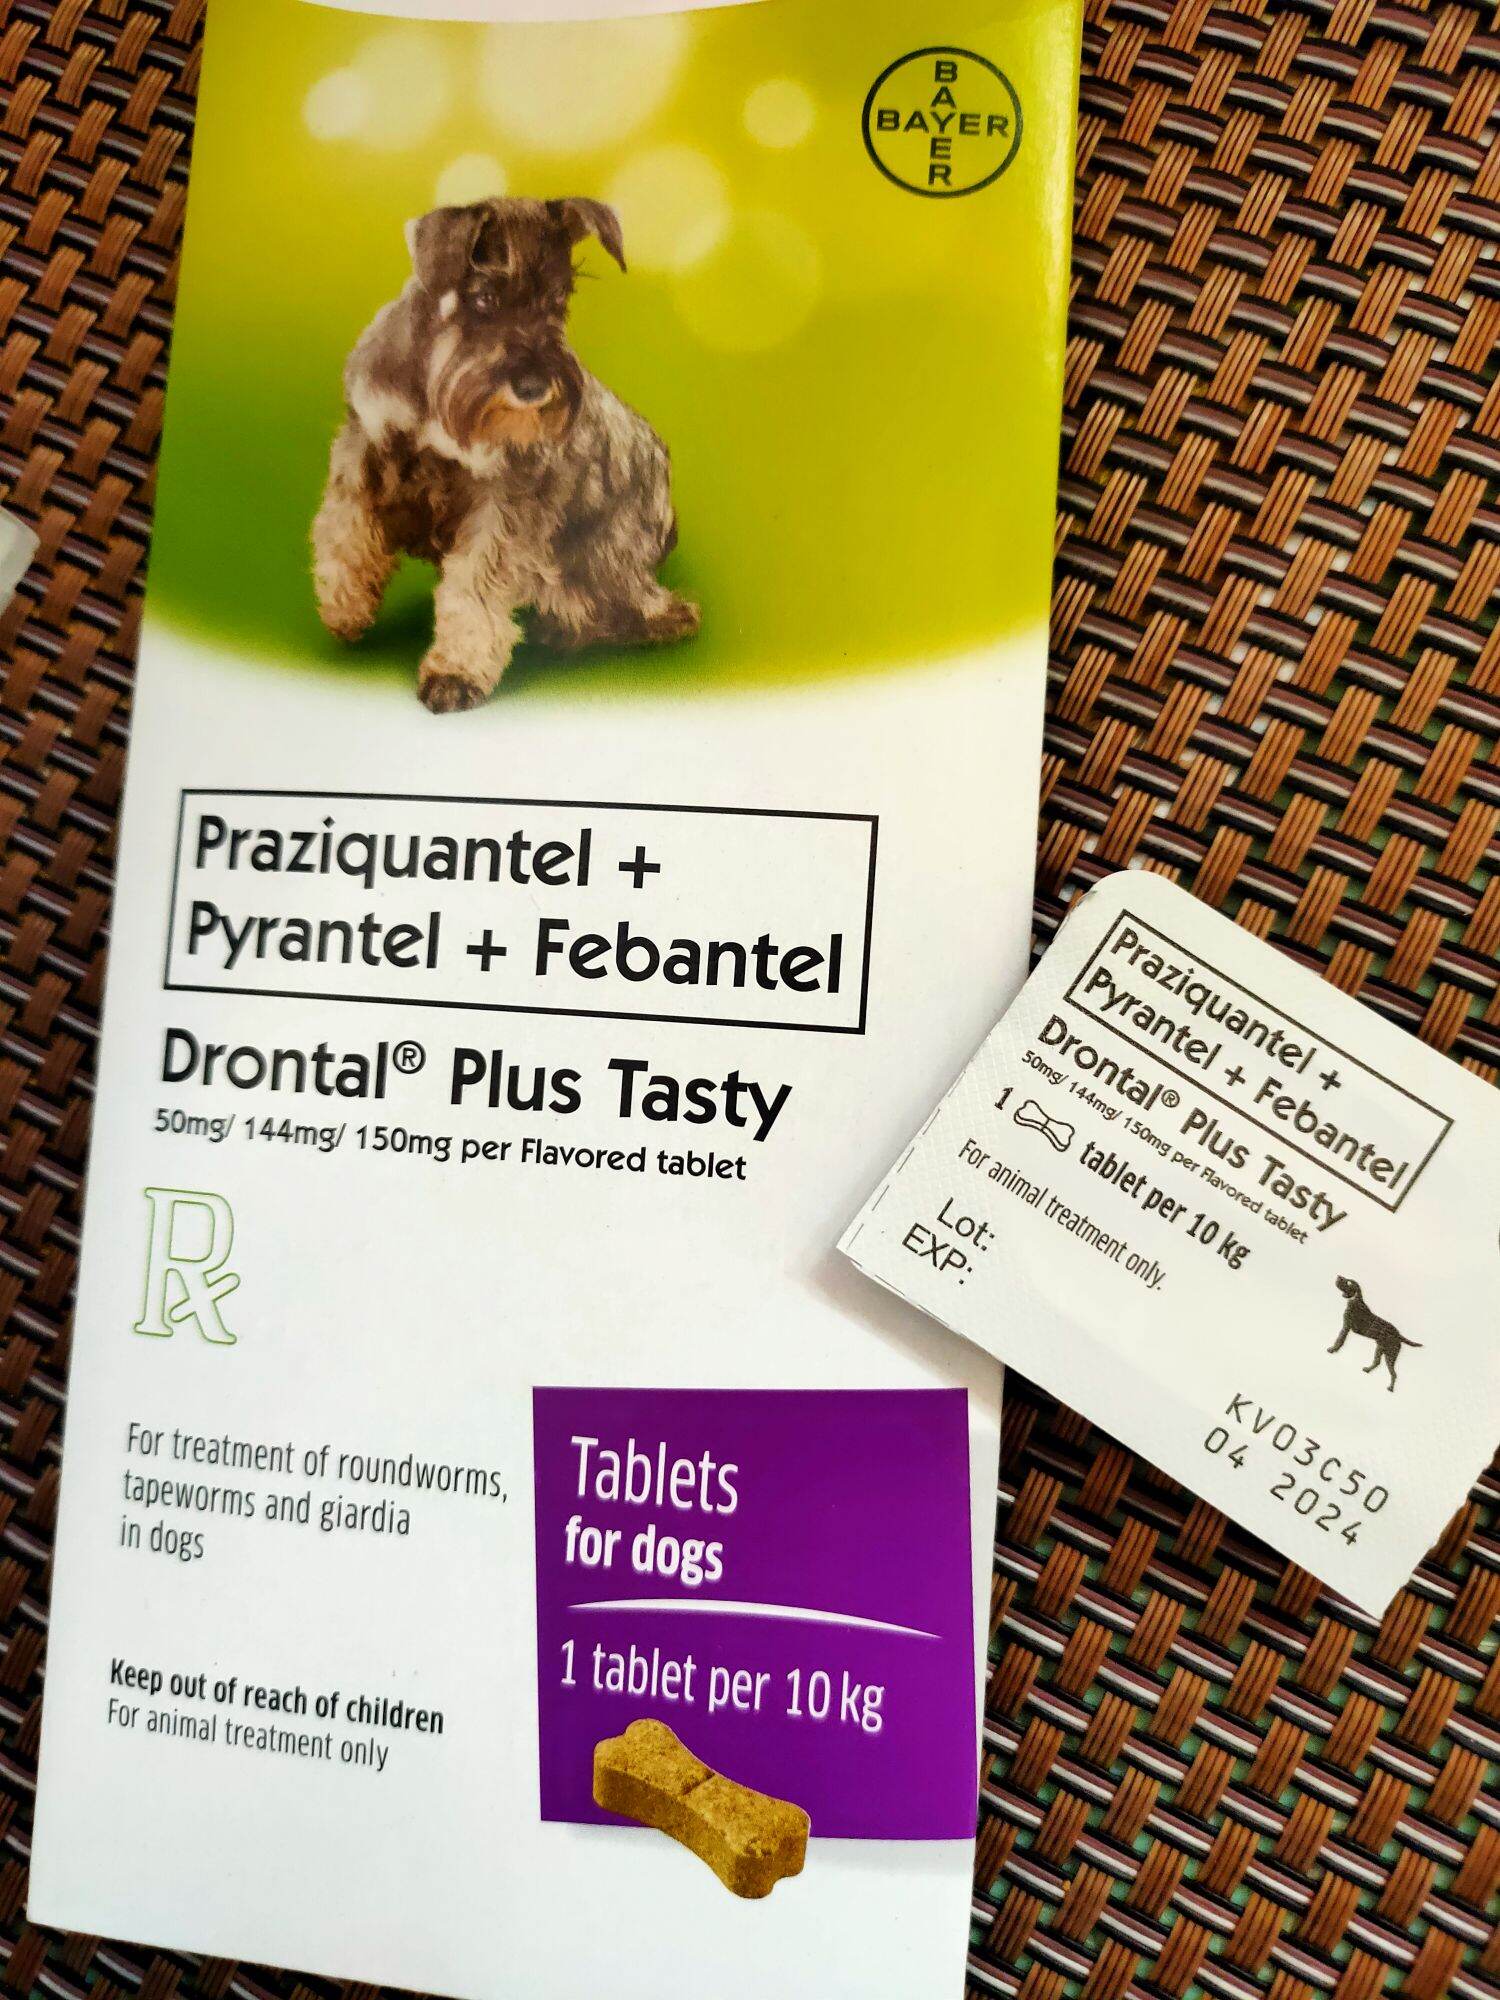 BAYER
BAYER
Praziquantel +
Pyrantel + Febantel
Drontal® Plus Tasty
50mg/ 144mg/ 150mg per Flavored tablet
Rx
For treatment of roundworms,
tapeworms and giardia
in dogs
Keep out of reach of children
For animal treatment only
Tablets
for dogs
1 tablet per 10 kg
Praziquantel +
Pyrantel + Febantel
Drontal® Plus Tasty
50mg/ 144mg/ 150mg per Flavored tablet
1 tablet per 10 kg
For animal treatment only.
Lot:
EXP:
KV03C50
04 2024